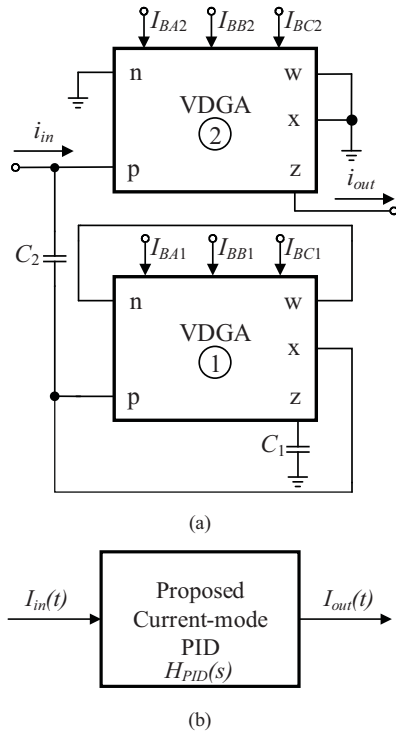 I_BA2 I_BB2 I_BC2
n w
VDGA
2
x
i_in
p z
i_out
C_2
I_BA1 I_BB1 I_BC1
n w
VDGA
1
x
p z
C_1
(a)
I_in(t) Proposed I_out(t)
Current-mode
PID
H_PID(s)
(b)